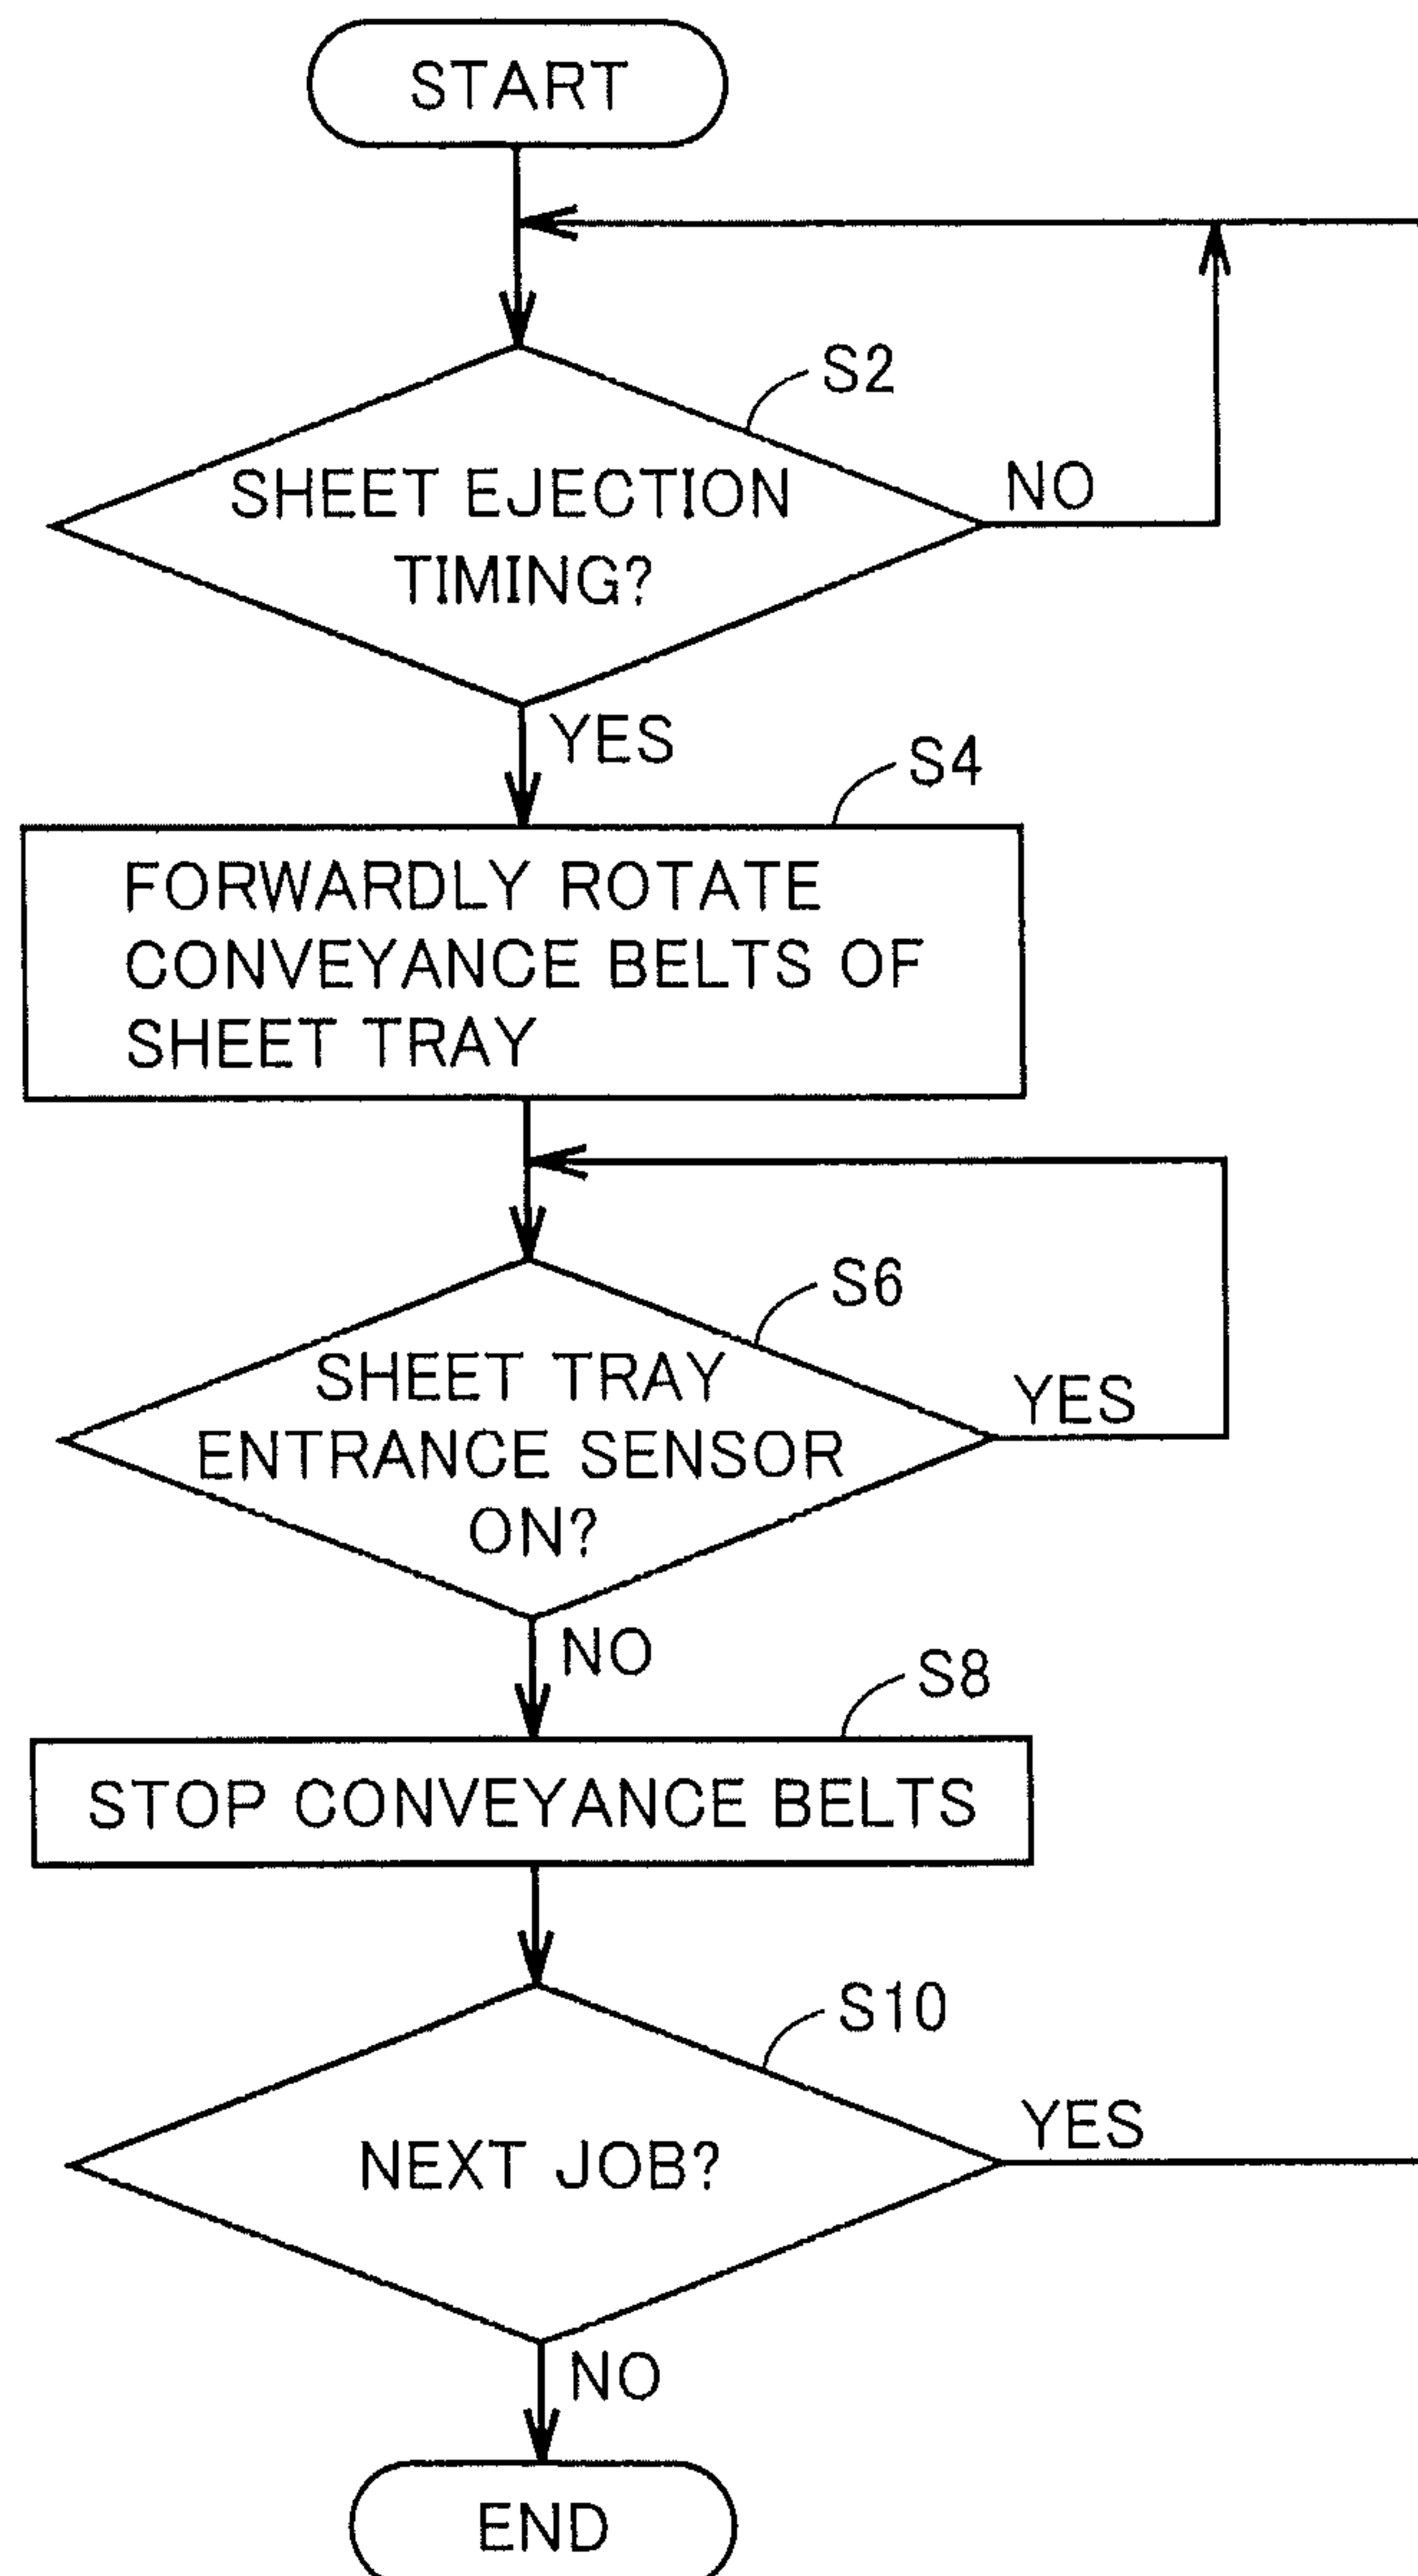 START
S2
SHEET EJECTION
TIMING?
NO
YES
S4
FORWARDLY ROTATE
CONVEYANCE BELTS OF
SHEET TRAY
S6
SHEET TRAY
ENTRANCE SENSOR
ON?
YES
NO
S8
STOP CONVEYANCE BELTS
S10
NEXT JOB?
YES
NO
END